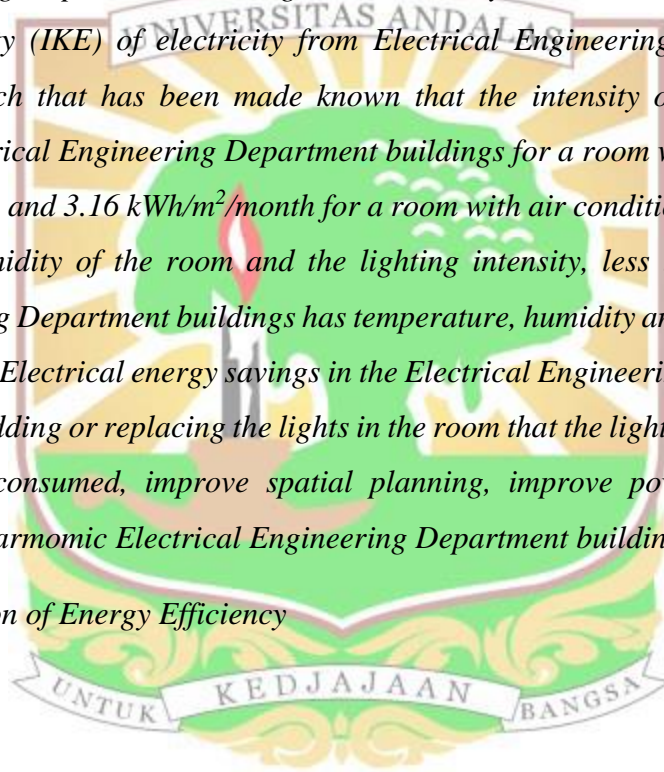 UNIVERSITAS ANDALAS
ty (IKE) of electricity from Electrical Engineering
ch that has been made known that the intensity o
rical Engineering Department buildings for a room w
and 3.16 kWh/m²/month for a room with air conditio
nidity of the room and the lighting intensity, less
g Department buildings has temperature, humidity an
Electrical energy savings in the Electrical Engineeri
lding or replacing the lights in the room that the light
consumed, improve spatial planning, improve po
armomic Electrical Engineering Department buildin
on of Energy Efficiency
UNTUK KEDJAJAAN BANGSA